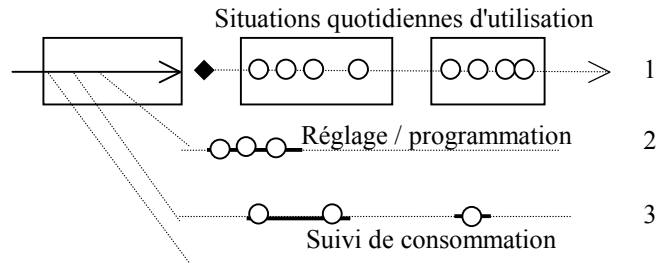 Situations quotidiennes d'utilisation
1
Réglage / programmation
2
3
Suivi de consommation